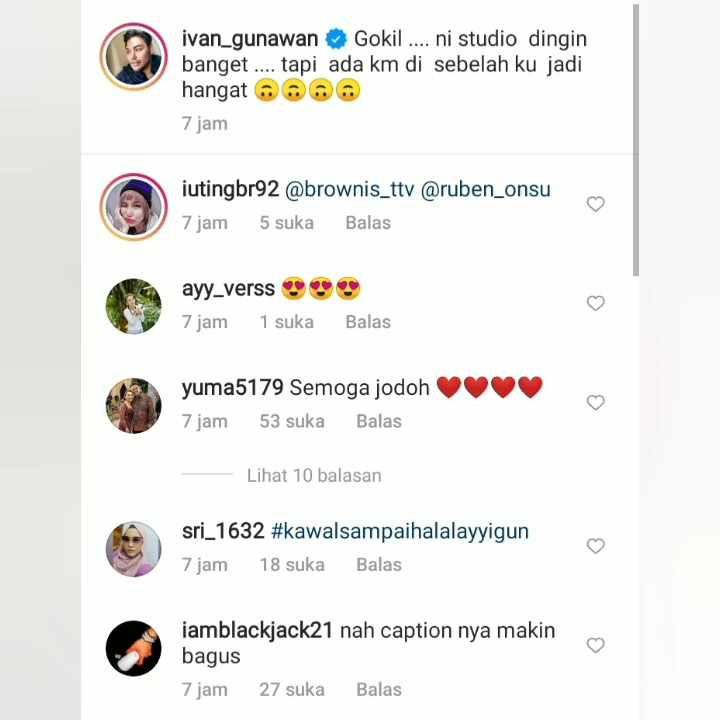 ivan_gunawan Gokil .... ni studio dingin
banget .... tapi ada km di sebelah ku jadi
hangat 🙃🙃🙃🙃
7 jam
iutingbr92 @brownis_ttv @ruben_onsu
7 jam 5 suka Balas
ayy_verss 😍😍😍
7 jam 1 suka Balas
yuma5179 Semoga jodoh ❤️❤️❤️❤️
7 jam 53 suka Balas
Lihat 10 balasan
sri_1632 #kawalsampaihalalayyigun
7 jam 18 suka Balas
iamblackjack21 nah caption nya makin
bagus
7 jam 27 suka Balas